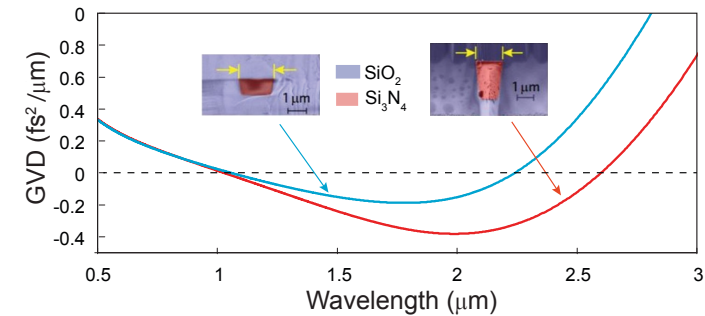 0
0.8
0.6
0.4
0.2
0
-0.2
-0.4
GVD (fs²/μm)
1 μm
SiO₂
Si₃N₄
1 μm
0.5
1
1.5
2
2.5
3
Wavelength (μm)